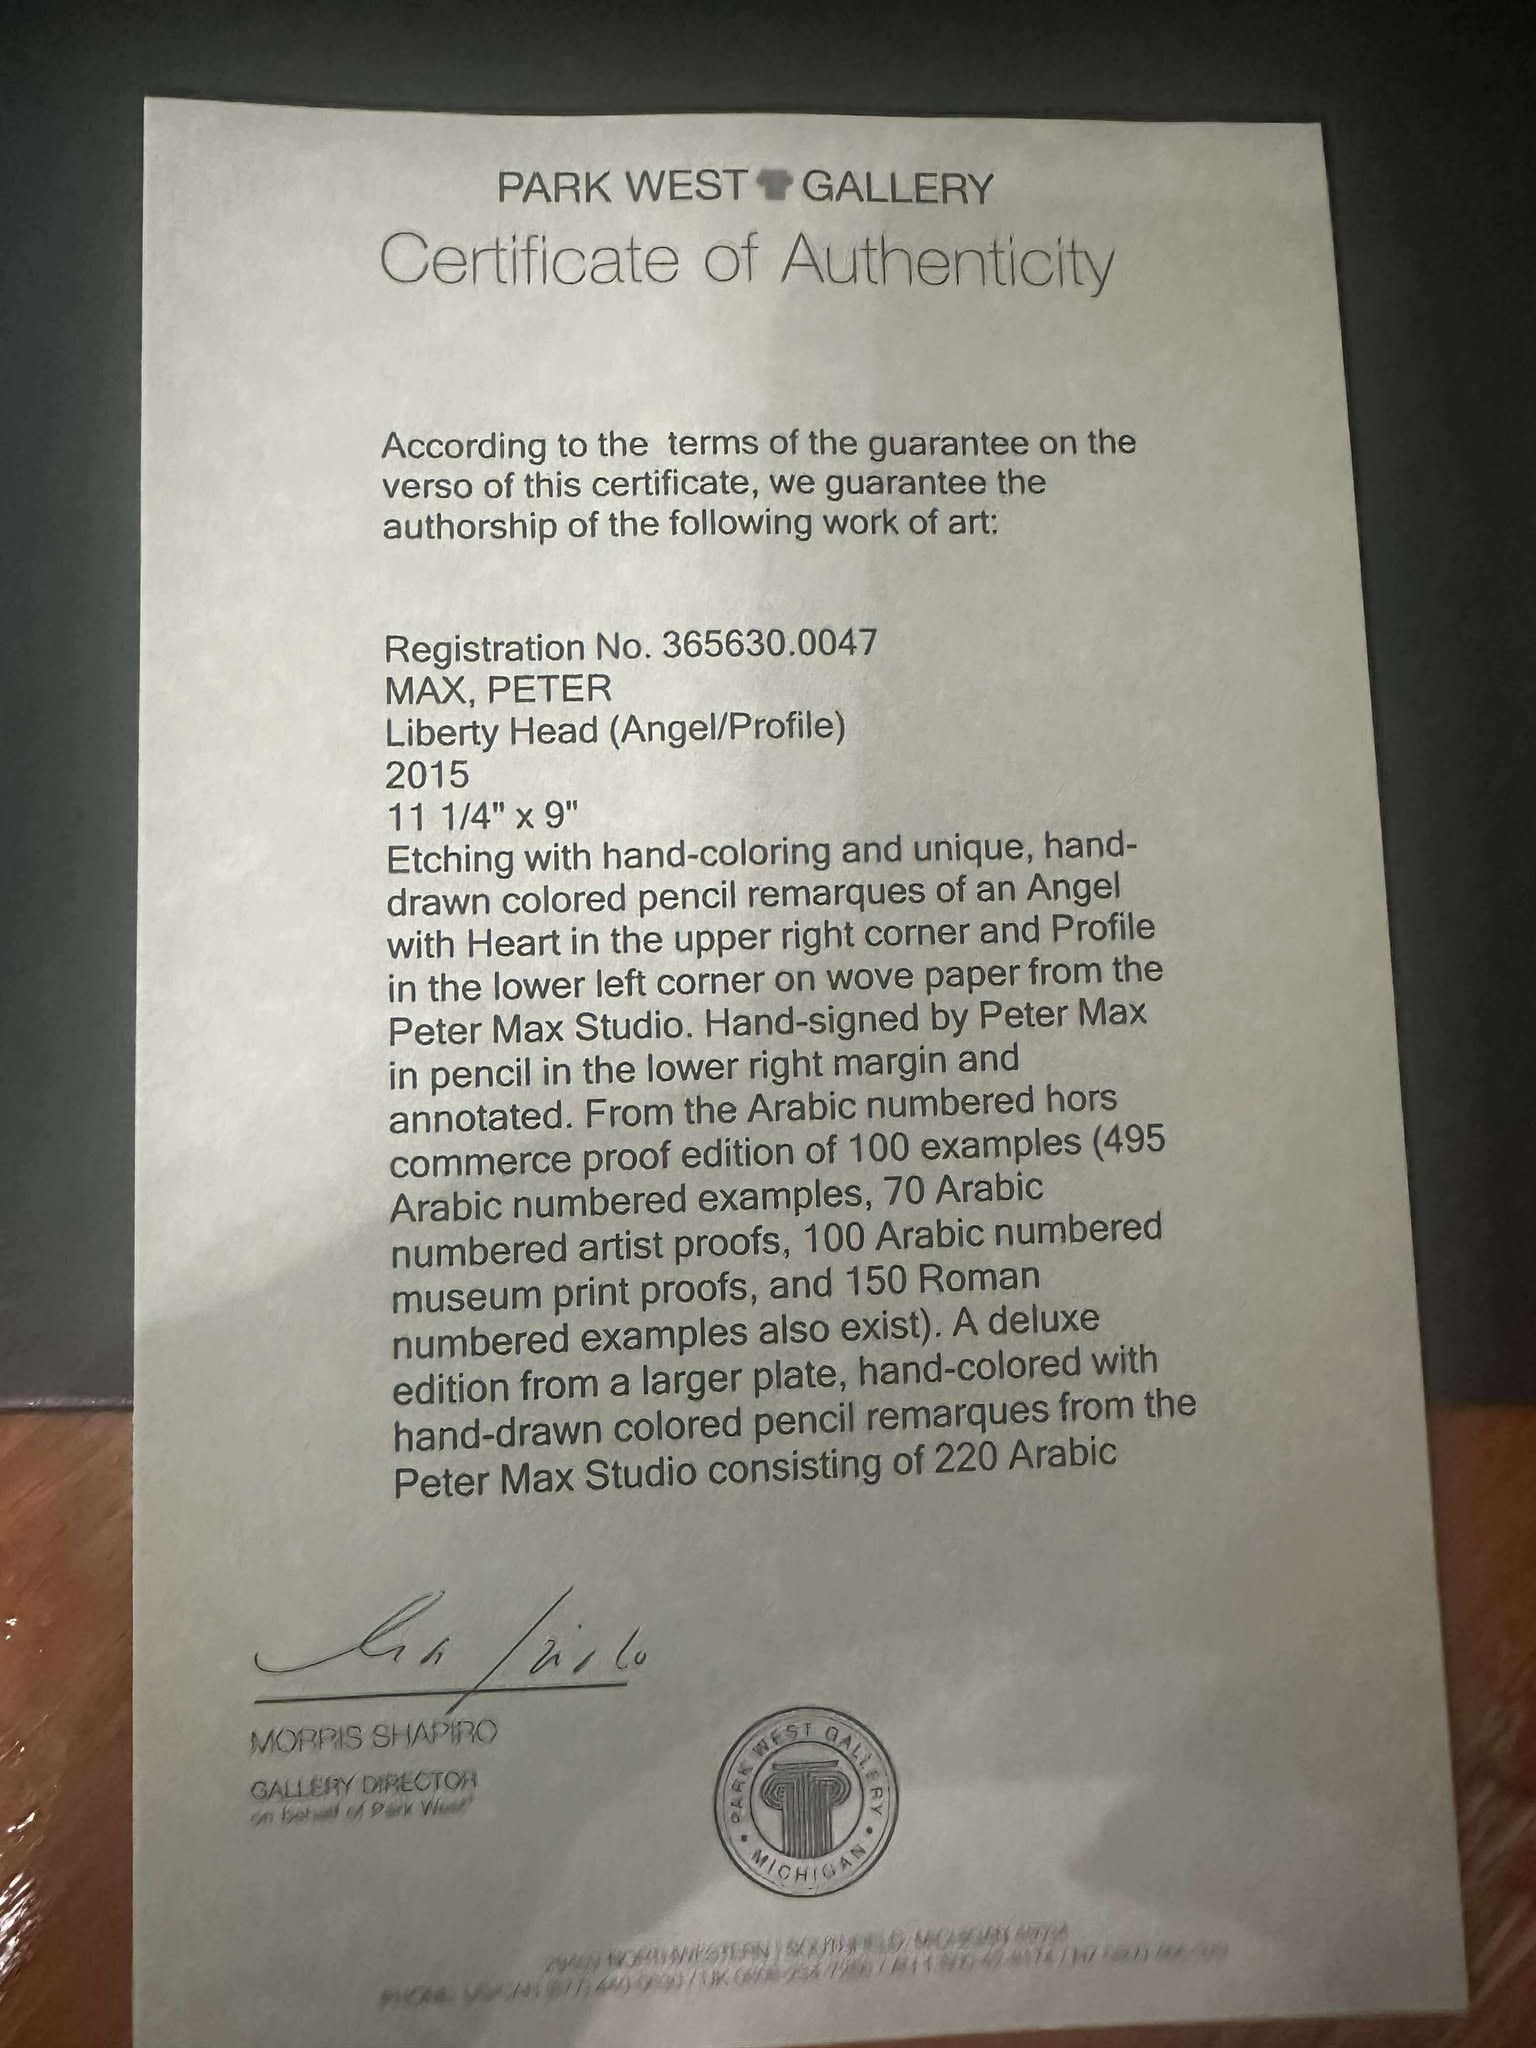 PARK WEST GALLERY
Certificate of Authenticity
According to the terms of the guarantee on the
verso of this certificate, we guarantee the
authorship of the following work of art:
Registration No. 365630.0047
MAX, PETER
Liberty Head (Angel/Profile)
2015
11 1/4" x 9"
Etching with hand-coloring and unique, hand-
drawn colored pencil remarques of an Angel
with Heart in the upper right corner and Profile
in the lower left corner on wove paper from the
Peter Max Studio. Hand-signed by Peter Max
in pencil in the lower right margin and
annotated. From the Arabic numbered hors
commerce proof edition of 100 examples (495
Arabic numbered examples, 70 Arabic
numbered artist proofs, 100 Arabic numbered
museum print proofs, and 150 Roman
numbered examples also exist). A deluxe
edition from a larger plate, hand-colored with
hand-drawn colored pencil remarques from the
Peter Max Studio consisting of 220 Arabic
MORRIS SHAPIRO
GALLERY DIRECTOR
on behalf of Park West
PARK WEST GALLERY
• MICHIGAN •
NORTHWESTERN | SOUTHFIELD, MICHIGAN